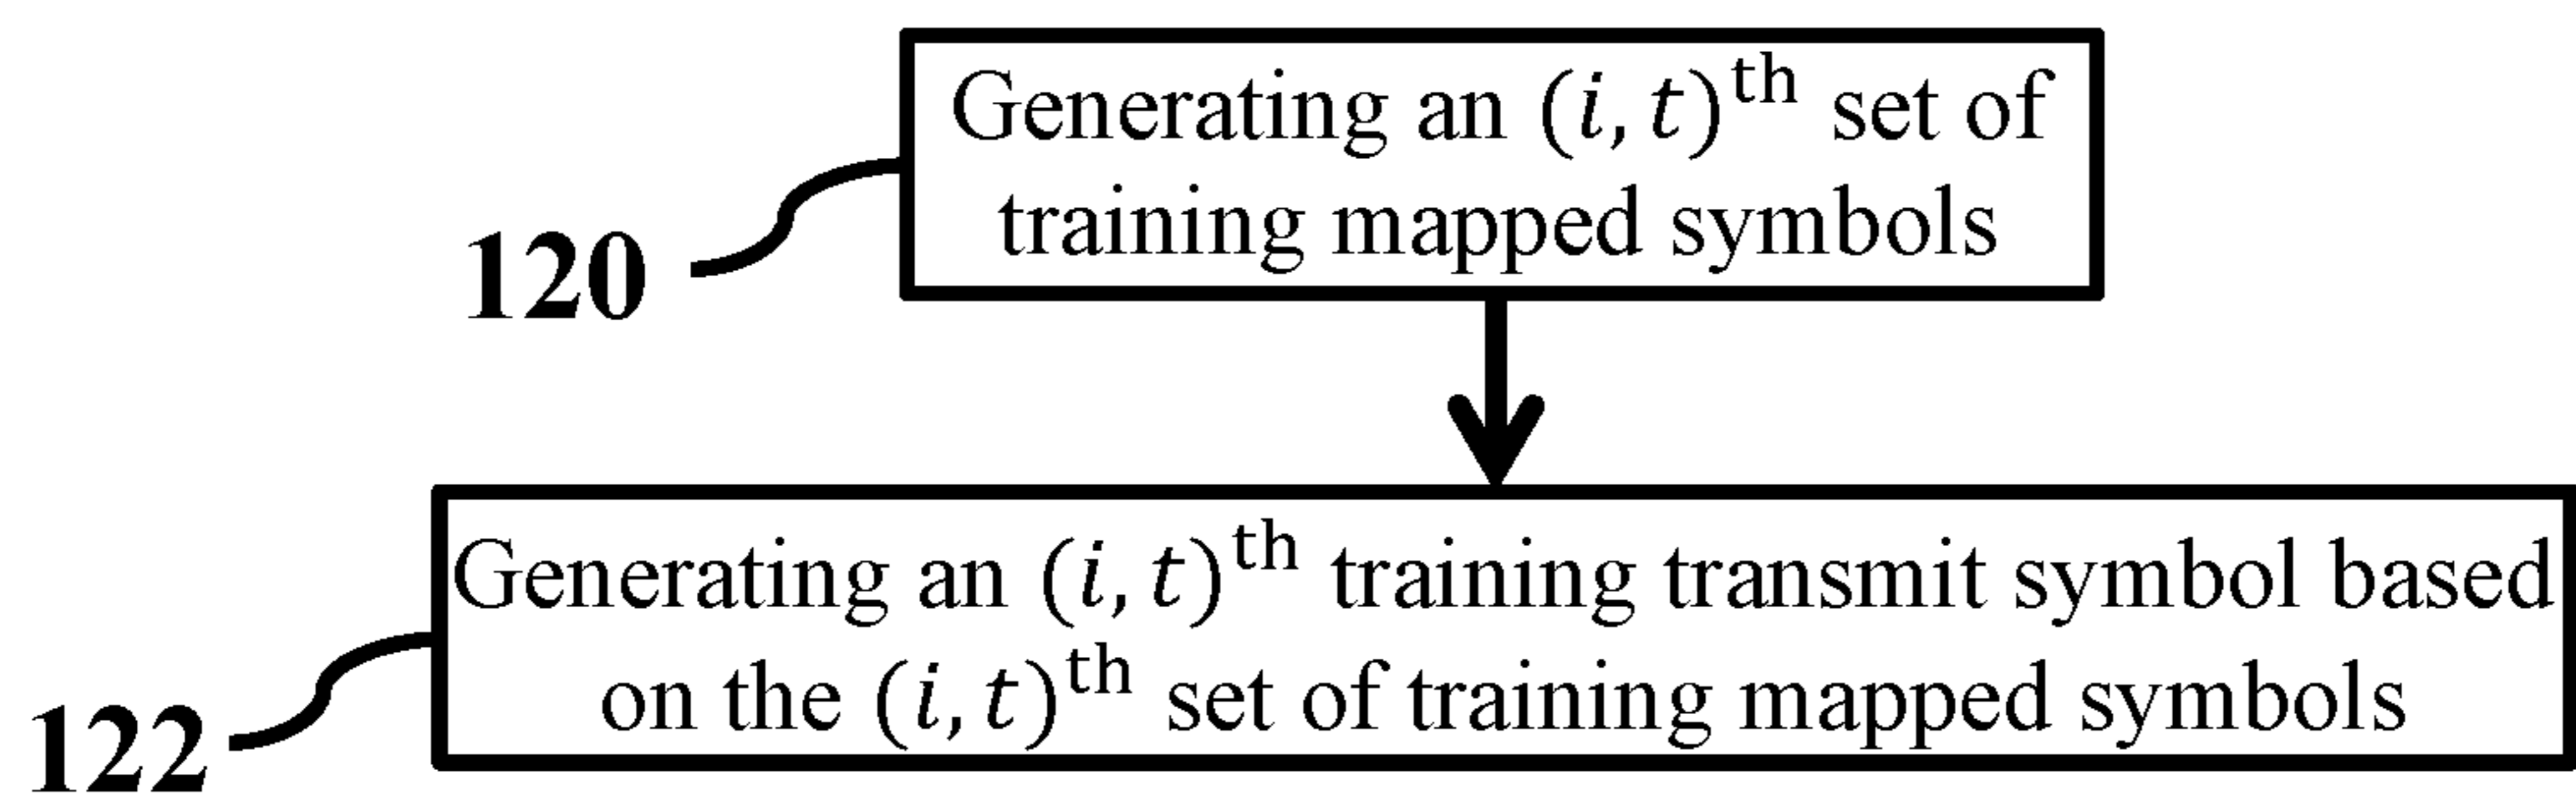 Generating an (i, t)th set of
training mapped symbols
120
Generating an (i, t)th training transmit symbol based
on the (i, t)th set of training mapped symbols
122